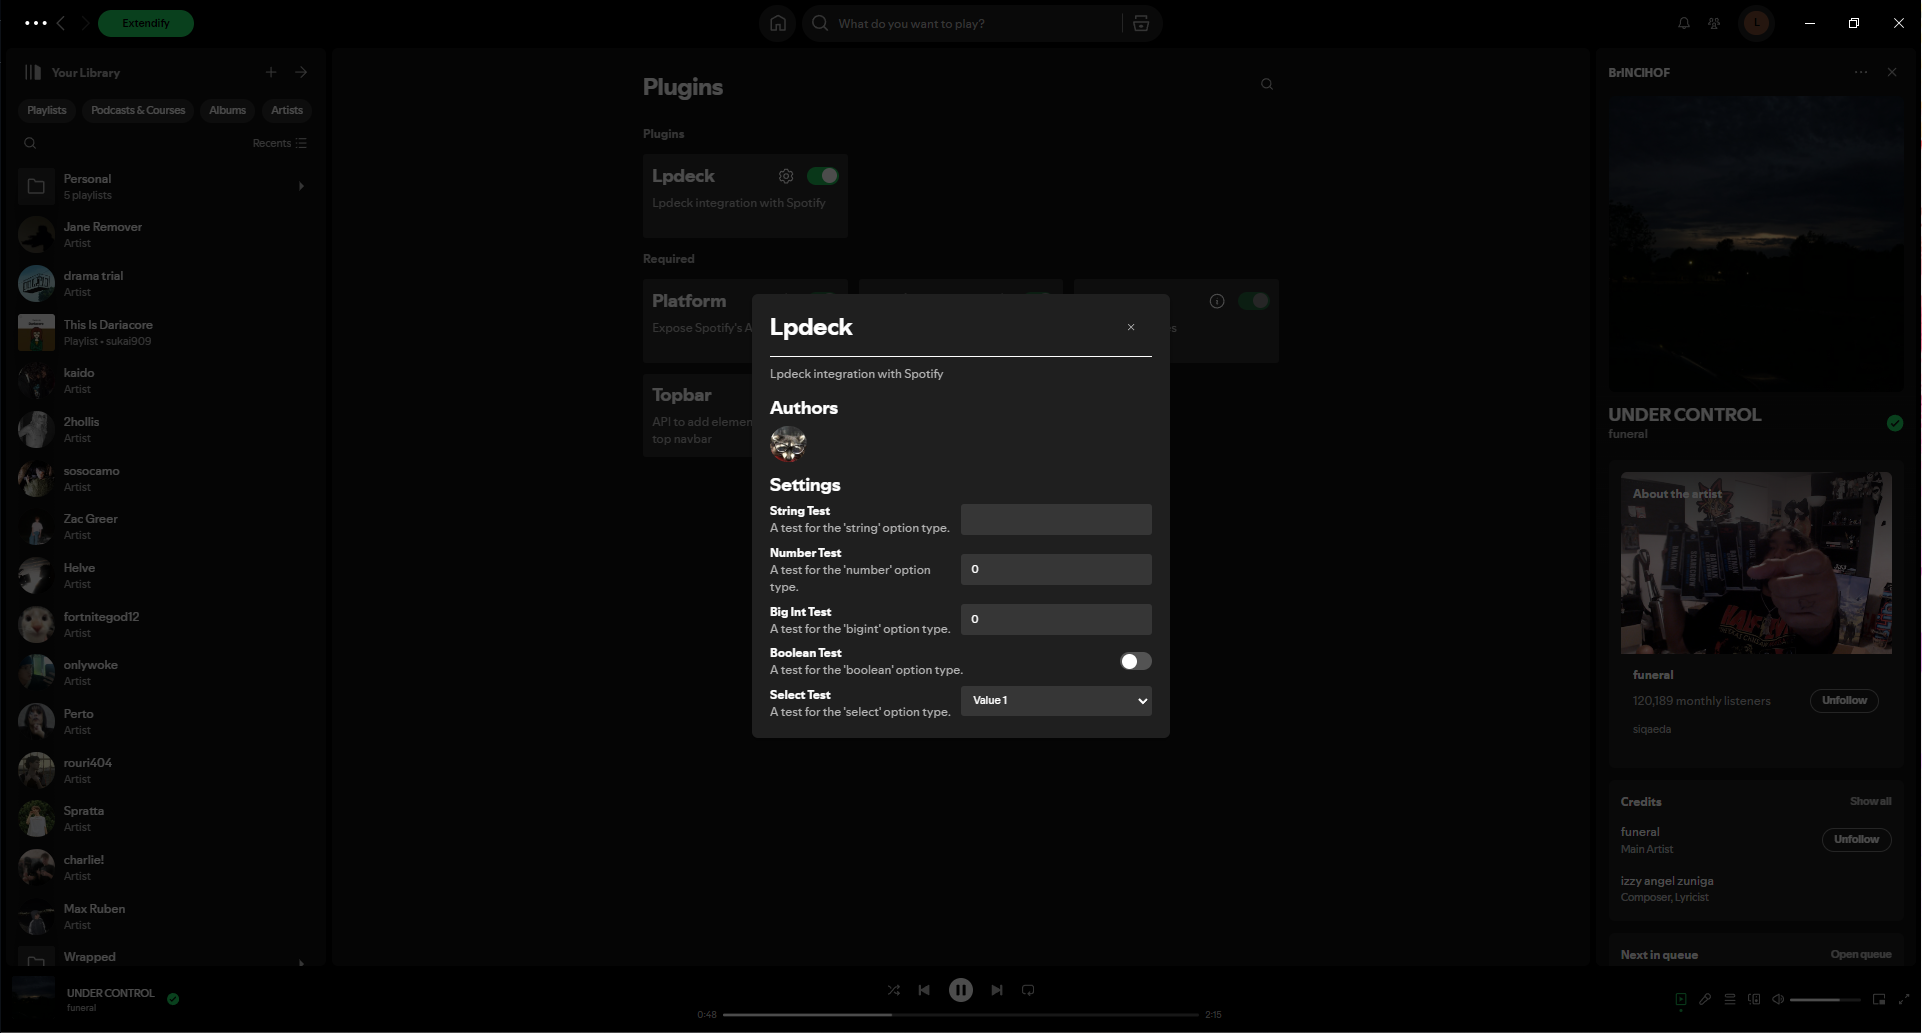 Extendify
What do you want to play?
L
Your Library
Playlists
Podcasts & Courses
Albums
Artists
Recents
Personal
5 playlists
Jane Remover
Artist
drama trial
Artist
This Is Dariacore
Playlist • sukai909
kaido
Artist
2hollis
Artist
sosocamo
Artist
Zac Greer
Artist
Helve
Artist
fortnitegod12
Artist
onlywoke
Artist
Perto
Artist
rouri404
Artist
Spratta
Artist
charlie!
Artist
Max Ruben
Artist
Wrapped
Plugins
Plugins
Lpdeck
Lpdeck integration with Spotify
Required
Platform
Expose Spotify's A
Topbar
API to add elemen
top navbar
Lpdeck
Lpdeck integration with Spotify
Authors
Settings
String Test
A test for the 'string' option type.
Number Test
A test for the 'number' option
type.
0
Big Int Test
A test for the 'bigint' option type.
0
Boolean Test
A test for the 'boolean' option type.
Select Test
A test for the 'select' option type.
Value 1
BrINCIHOF
UNDER CONTROL
funeral
About the artist
funeral
120,189 monthly listeners
Unfollow
siqaeda
Credits
Show all
funeral
Main Artist
Unfollow
izzy angel zuniga
Composer, Lyricist
Next in queue
Open queue
UNDER CONTROL
funeral
0:48
2:15